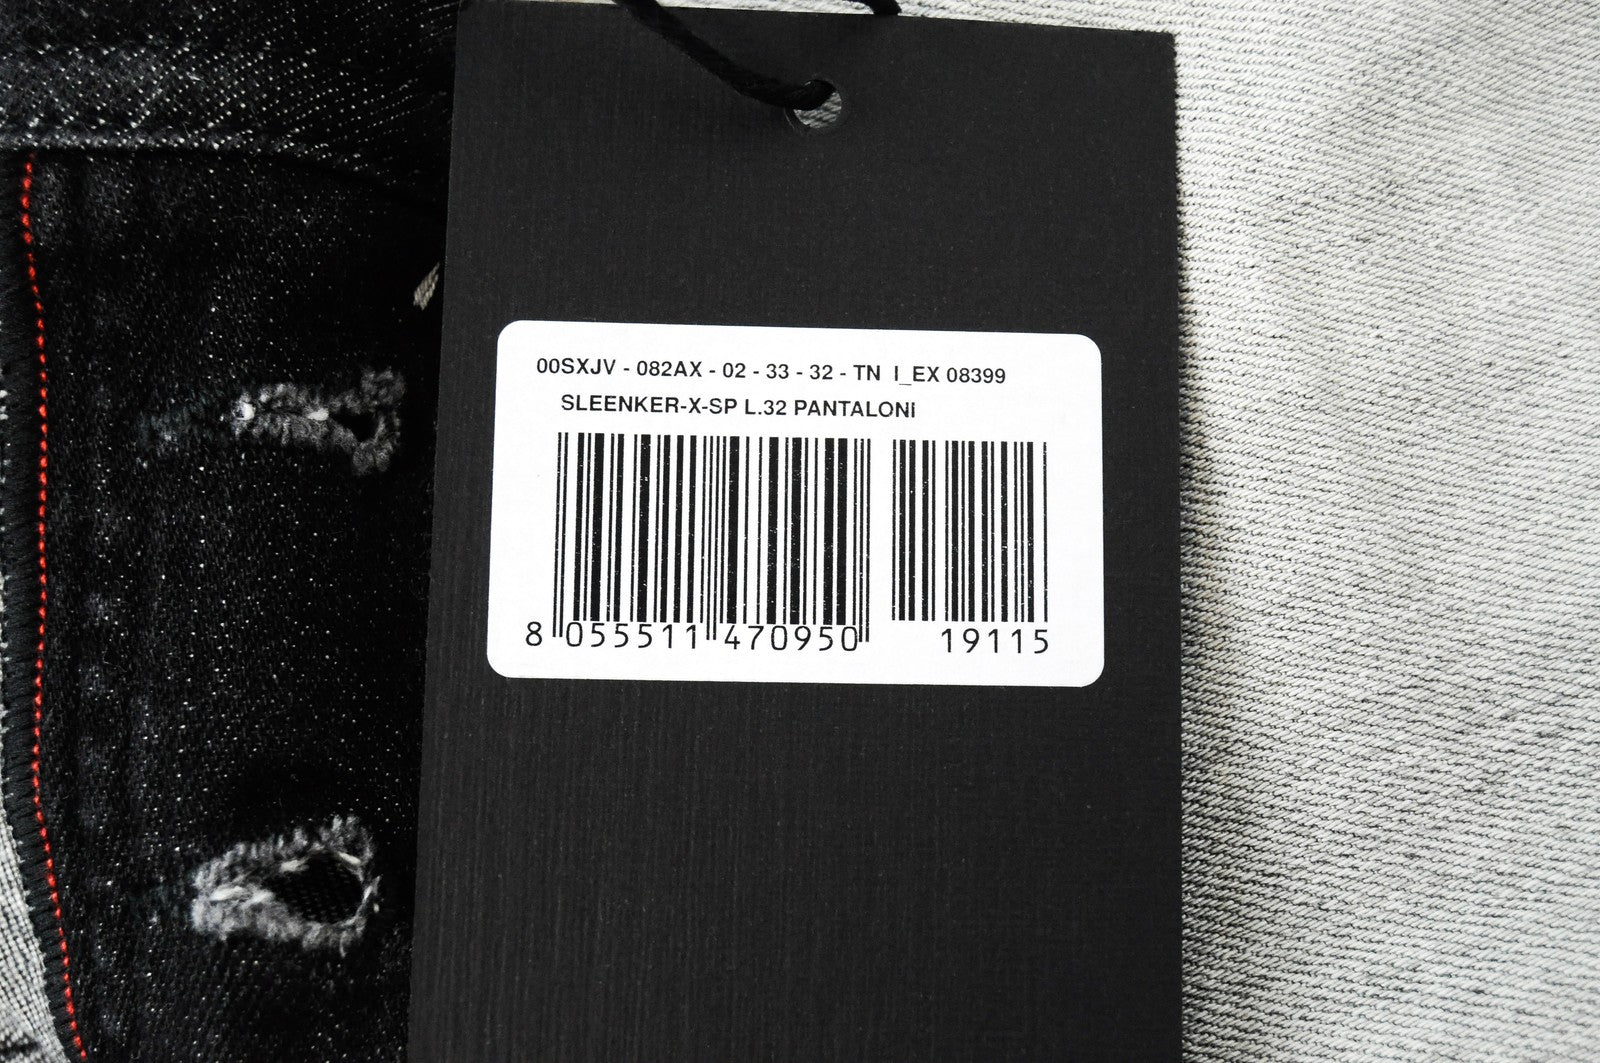 00SXJV - 082AX - 02 - 33 - 32 - TN I_EX 08399
SLEENKER-X-SP L.32 PANTALONI
8 055511 470950 19115